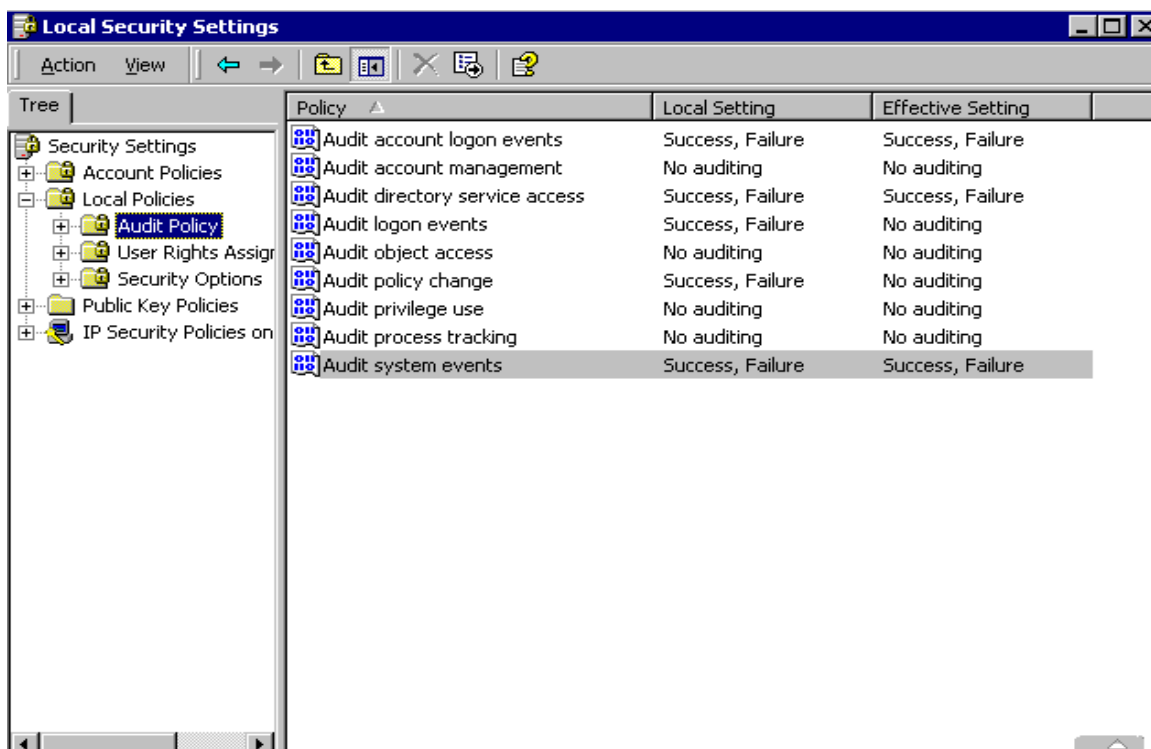 Local Security Settings
Action View
Tree
Policy Local Setting Effective Setting
Security Settings
Account Policies
Local Policies
Audit Policy
User Rights Assigr
Security Options
Public Key Policies
IP Security Policies on
Audit account logon events Success, Failure Success, Failure
Audit account management No auditing No auditing
Audit directory service access Success, Failure Success, Failure
Audit logon events Success, Failure No auditing
Audit object access No auditing No auditing
Audit policy change Success, Failure No auditing
Audit privilege use No auditing No auditing
Audit process tracking No auditing No auditing
Audit system events Success, Failure Success, Failure